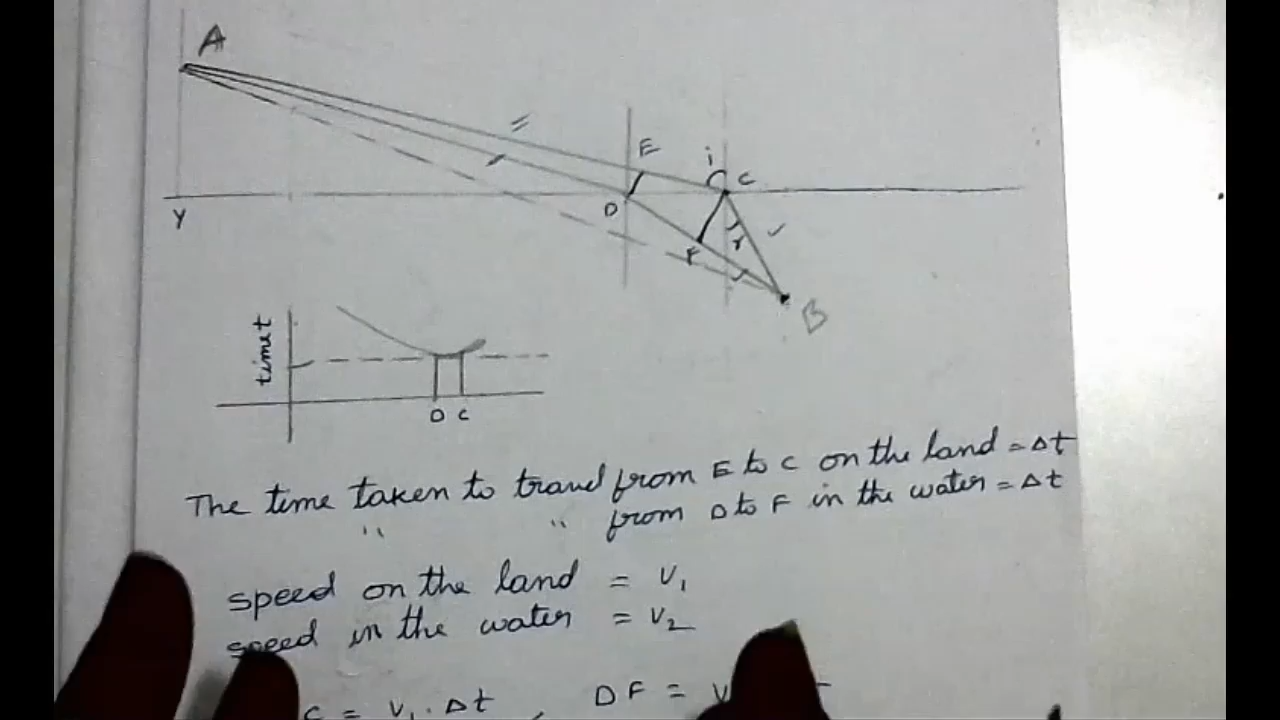 A
E
i
C
D
Y
F
r
B
time t
D C
The time taken to travel from E to C on the land = Δt
" " from D to F in the water = Δt
speed on the land = v₁
speed in the water = v₂
C = v₁ . Δt , DF = v